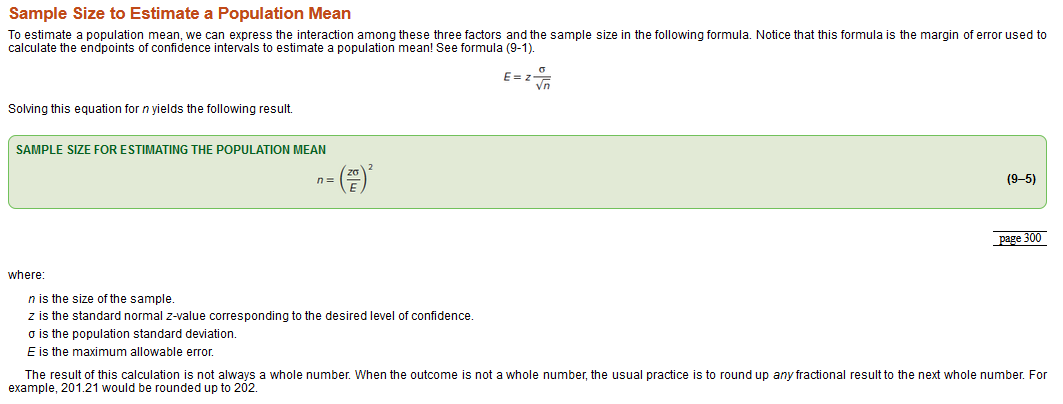 Sample Size to Estimate a Population Mean
To estimate a population mean, we can express the interaction among these three factors and the sample size in the following formula. Notice that this formula is the margin of error used to
calculate the endpoints of confidence intervals to estimate a population mean! See formula (9-1).
E = z σ/√n
Solving this equation for n yields the following result.
SAMPLE SIZE FOR ESTIMATING THE POPULATION MEAN
n = (zσ/E)² (9–5)
page 300
where:
n is the size of the sample.
z is the standard normal z-value corresponding to the desired level of confidence.
σ is the population standard deviation.
E is the maximum allowable error.
The result of this calculation is not always a whole number. When the outcome is not a whole number, the usual practice is to round up any fractional result to the next whole number. For
example, 201.21 would be rounded up to 202.